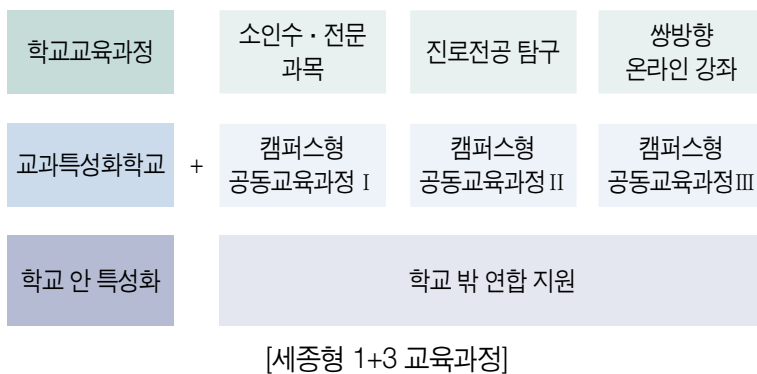 학교교육과정
소인수·전문
과목
진로전공 탐구
쌍방향
온라인 강좌
교과특성화학교
+
캠퍼스형
공동교육과정 I
캠퍼스형
공동교육과정 II
캠퍼스형
공동교육과정 III
학교 안 특성화
학교 밖 연합 지원
[세종형 1+3 교육과정]